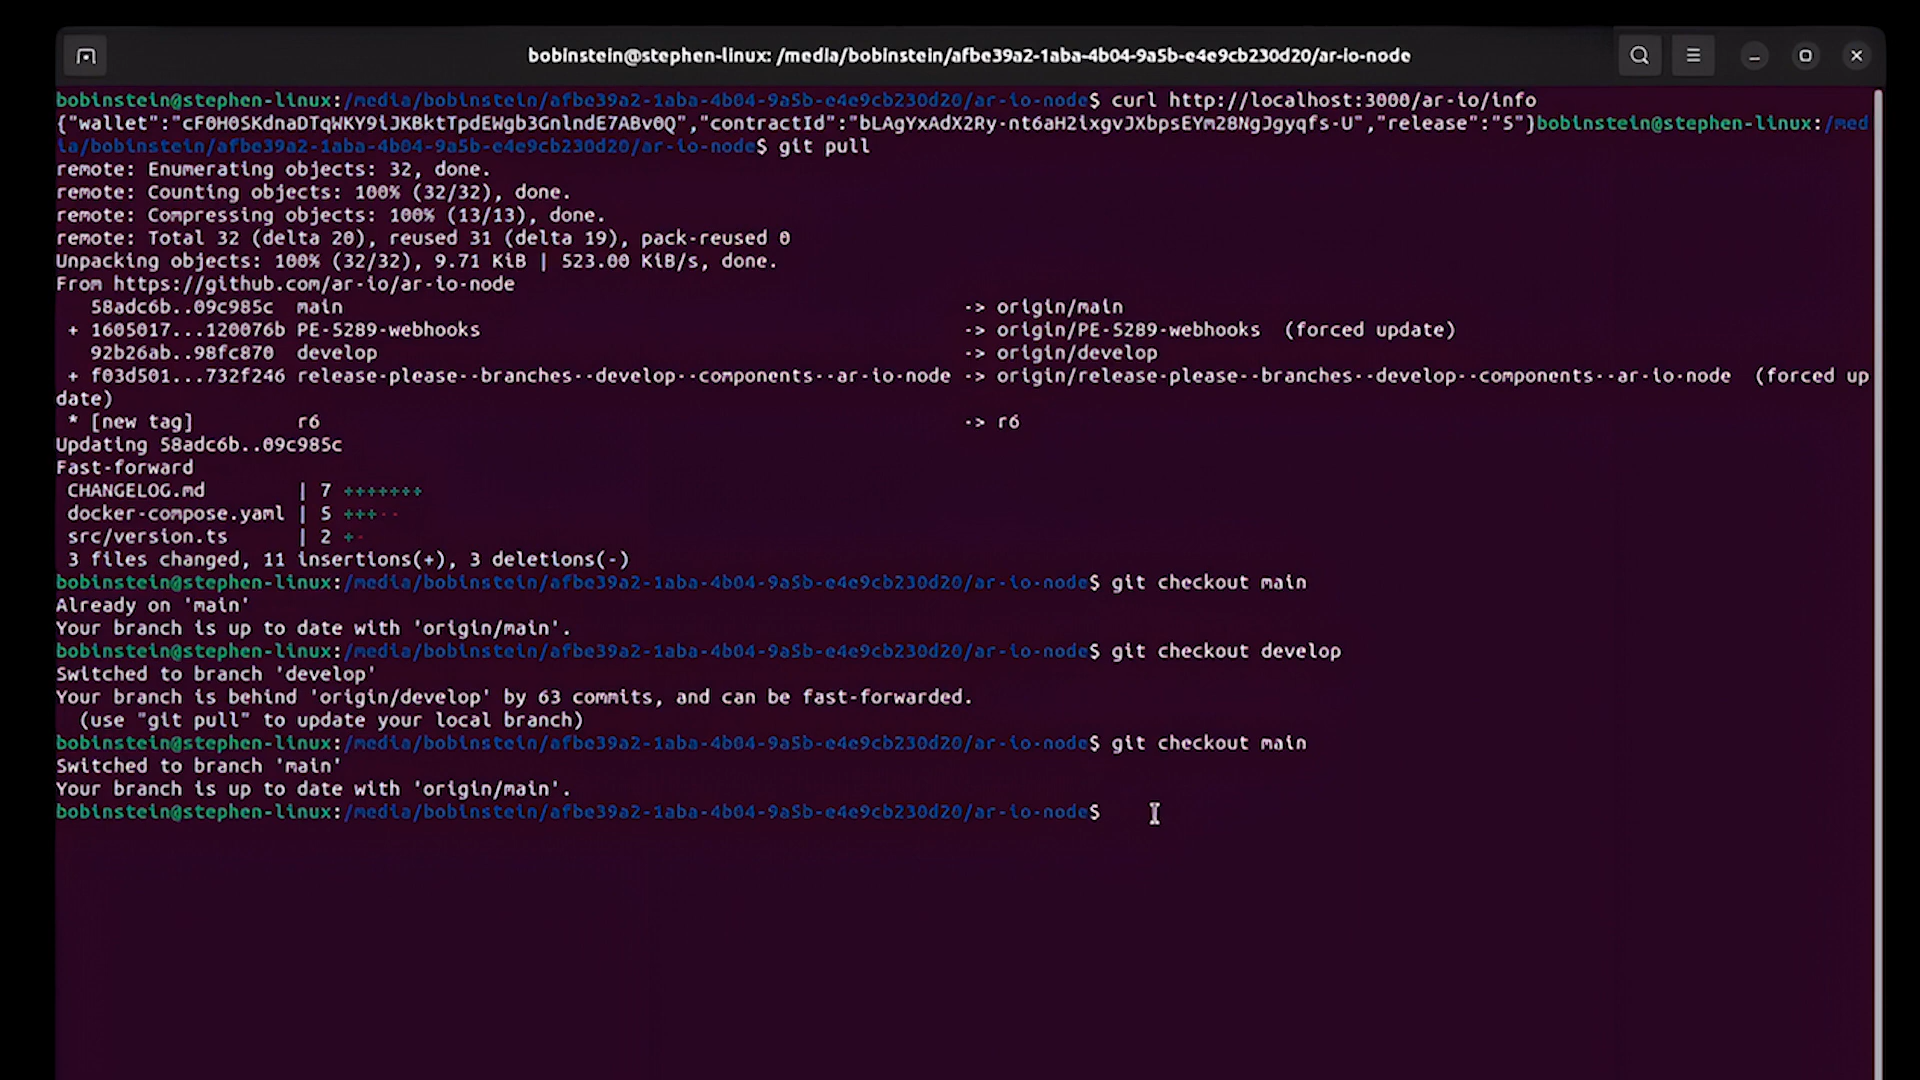 bobinstein@stephen-linux: /media/bobinstein/afbe39a2-1aba-4b04-9a5b-e4e9cb230d20/ar-io-node
bobinstein@stephen-linux:/media/bobinstein/afbe39a2-1aba-4b04-9a5b-e4e9cb230d20/ar-io-node$ curl http://localhost:3000/ar-io/info
{"wallet":"cF0H0SKdnaDTqWKY9iJKBktTpdEWgb3GnlndE7ABv0Q","contractId":"bLAgYxAdX2Ry-nt6aH2ixgvJXbpsEYm28NgJgyqfs-U","release":"5"}bobinstein@stephen-linux:/med
ia/bobinstein/afbe39a2-1aba-4b04-9a5b-e4e9cb230d20/ar-io-node$ git pull
remote: Enumerating objects: 32, done.
remote: Counting objects: 100% (32/32), done.
remote: Compressing objects: 100% (13/13), done.
remote: Total 32 (delta 20), reused 31 (delta 19), pack-reused 0
Unpacking objects: 100% (32/32), 9.71 KiB | 523.00 KiB/s, done.
From https://github.com/ar-io/ar-io-node
   58adc6b..09c985c  main                                                      -> origin/main
 + 1605017...120076b PE-5289-webhooks                                          -> origin/PE-5289-webhooks  (forced update)
   92b26ab..98fc870  develop                                                   -> origin/develop
 + f03d501...732f246 release-please--branches--develop--components--ar-io-node -> origin/release-please--branches--develop--components--ar-io-node  (forced up
date)
 * [new tag]         r6                                                        -> r6
Updating 58adc6b..09c985c
Fast-forward
 CHANGELOG.md        | 7 +++++++
 docker-compose.yaml | 5 +++--
 src/version.ts      | 2 +-
 3 files changed, 11 insertions(+), 3 deletions(-)
bobinstein@stephen-linux:/media/bobinstein/afbe39a2-1aba-4b04-9a5b-e4e9cb230d20/ar-io-node$ git checkout main
Already on 'main'
Your branch is up to date with 'origin/main'.
bobinstein@stephen-linux:/media/bobinstein/afbe39a2-1aba-4b04-9a5b-e4e9cb230d20/ar-io-node$ git checkout develop
Switched to branch 'develop'
Your branch is behind 'origin/develop' by 63 commits, and can be fast-forwarded.
  (use "git pull" to update your local branch)
bobinstein@stephen-linux:/media/bobinstein/afbe39a2-1aba-4b04-9a5b-e4e9cb230d20/ar-io-node$ git checkout main
Switched to branch 'main'
Your branch is up to date with 'origin/main'.
bobinstein@stephen-linux:/media/bobinstein/afbe39a2-1aba-4b04-9a5b-e4e9cb230d20/ar-io-node$